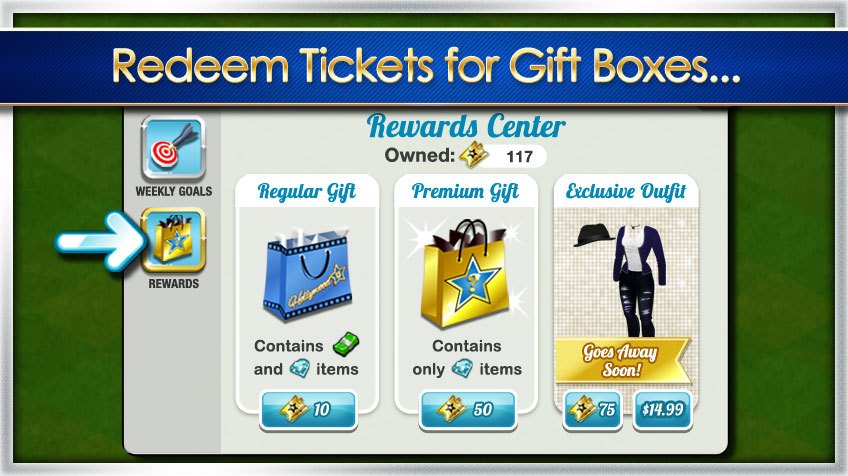 Redeem Tickets for Gift Boxes...
Rewards Center
Owned: 117
WEEKLY GOALS
REWARDS
Regular Gift
Contains
and items
10
Premium Gift
?
Contains
only items
50
Exclusive Outfit
Goes Away
Soon!
75
$14.99